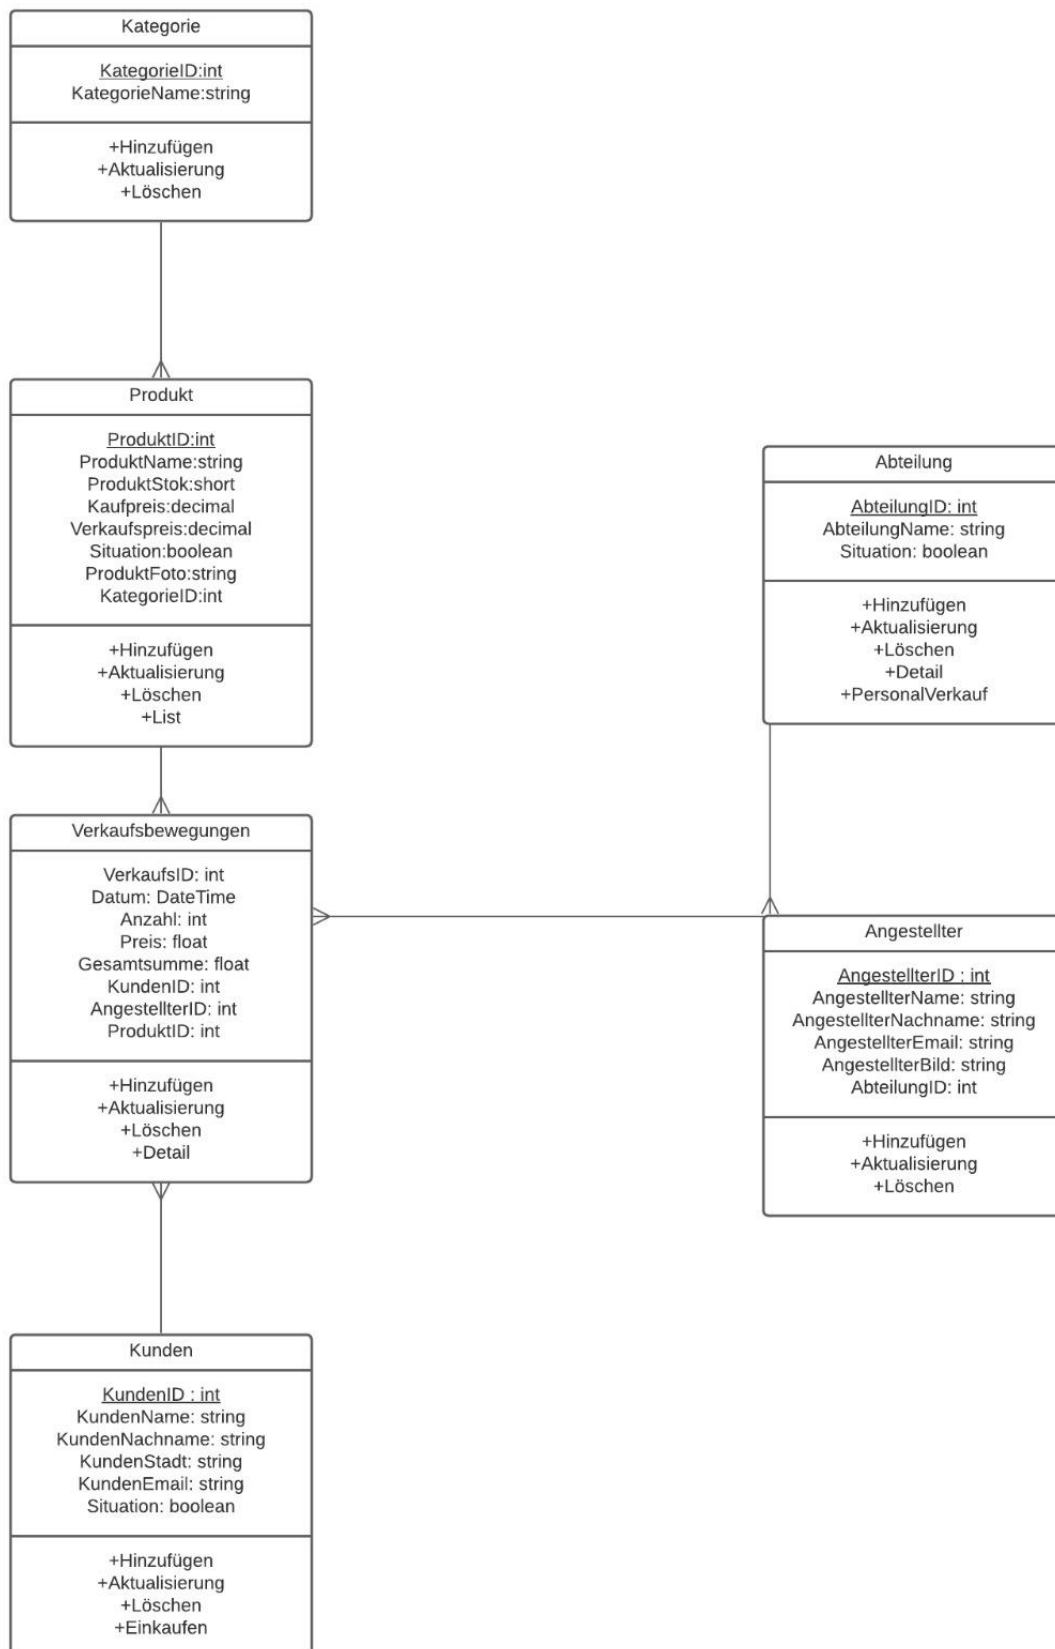 Kategorie
KategorieID:int
KategorieName:string
+Hinzufügen
+Aktualisierung
+Löschen
Produkt
ProduktID:int
ProduktName:string
ProduktStok:short
Kaufpreis:decimal
Verkaufspreis:decimal
Situation:boolean
ProduktFoto:string
KategorieID:int
+Hinzufügen
+Aktualisierung
+Löschen
+List
Abteilung
AbteilungID: int
AbteilungName: string
Situation: boolean
+Hinzufügen
+Aktualisierung
+Löschen
+Detail
+PersonalVerkauf
Verkaufsbewegungen
VerkaufsID: int
Datum: DateTime
Anzahl: int
Preis: float
Gesamtsumme: float
KundenID: int
AngestellterID: int
ProduktID: int
+Hinzufügen
+Aktualisierung
+Löschen
+Detail
Angestellter
AngestellterID : int
AngestellterName: string
AngestellterNachname: string
AngestellterEmail: string
AngestellterBild: string
AbteilungID: int
+Hinzufügen
+Aktualisierung
+Löschen
Kunden
KundenID : int
KundenName: string
KundenNachname: string
KundenStadt: string
KundenEmail: string
Situation: boolean
+Hinzufügen
+Aktualisierung
+Löschen
+Einkaufen